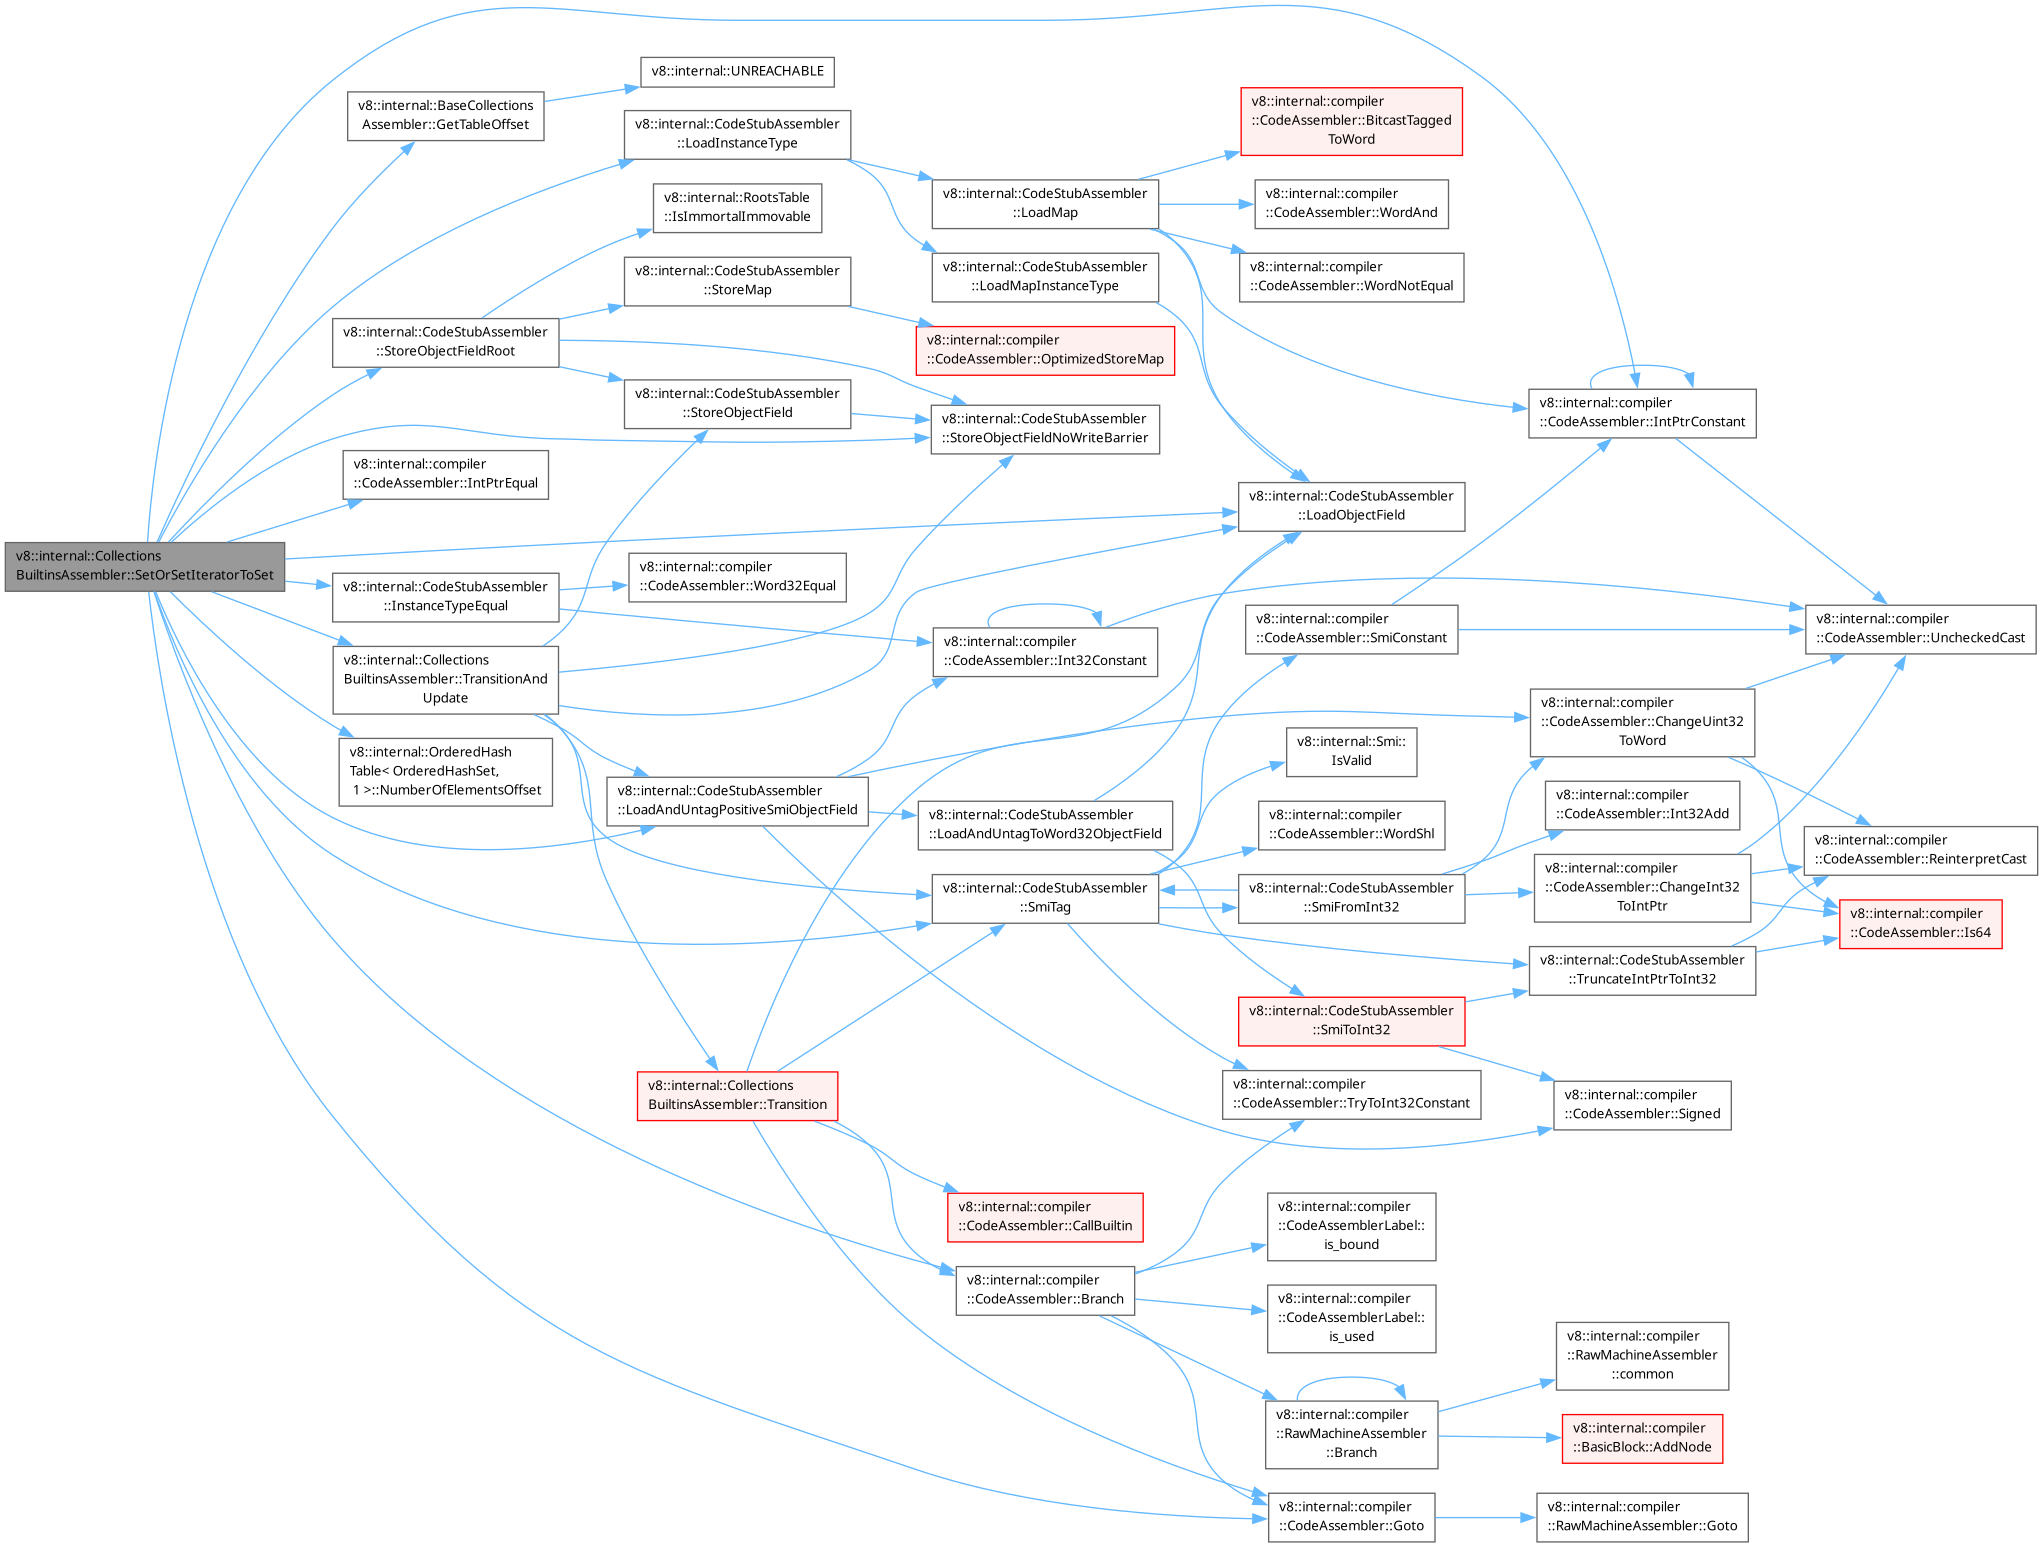 v8::internal::Collections
BuiltinsAssembler::SetOrSetIteratorToSet
v8::internal::BaseCollections
Assembler::GetTableOffset
v8::internal::CodeStubAssembler
::StoreObjectFieldRoot
v8::internal::compiler
::CodeAssembler::IntPtrEqual
v8::internal::CodeStubAssembler
::InstanceTypeEqual
v8::internal::Collections
BuiltinsAssembler::TransitionAnd
Update
v8::internal::OrderedHash
Table< OrderedHashSet,
1 >::NumberOfElementsOffset
v8::internal::UNREACHABLE
v8::internal::CodeStubAssembler
::LoadInstanceType
v8::internal::RootsTable
::IsImmortalImmovable
v8::internal::CodeStubAssembler
::StoreMap
v8::internal::CodeStubAssembler
::StoreObjectField
v8::internal::compiler
::CodeAssembler::Word32Equal
v8::internal::CodeStubAssembler
::LoadAndUntagPositiveSmiObjectField
v8::internal::Collections
BuiltinsAssembler::Transition
v8::internal::CodeStubAssembler
::LoadMap
v8::internal::CodeStubAssembler
::LoadMapInstanceType
v8::internal::compiler
::CodeAssembler::OptimizedStoreMap
v8::internal::CodeStubAssembler
::StoreObjectFieldNoWriteBarrier
v8::internal::compiler
::CodeAssembler::Int32Constant
v8::internal::CodeStubAssembler
::LoadAndUntagToWord32ObjectField
v8::internal::CodeStubAssembler
::SmiTag
v8::internal::compiler
::CodeAssembler::CallBuiltin
v8::internal::compiler
::CodeAssembler::Branch
v8::internal::compiler
::CodeAssembler::BitcastTagged
ToWord
v8::internal::compiler
::CodeAssembler::WordAnd
v8::internal::compiler
::CodeAssembler::WordNotEqual
v8::internal::CodeStubAssembler
::LoadObjectField
v8::internal::compiler
::CodeAssembler::SmiConstant
v8::internal::Smi::
IsValid
v8::internal::compiler
::CodeAssembler::WordShl
v8::internal::CodeStubAssembler
::SmiFromInt32
v8::internal::CodeStubAssembler
::SmiToInt32
v8::internal::compiler
::CodeAssembler::TryToInt32Constant
v8::internal::compiler
::CodeAssemblerLabel::
is_bound
v8::internal::compiler
::CodeAssemblerLabel::
is_used
v8::internal::compiler
::RawMachineAssembler
::Branch
v8::internal::compiler
::CodeAssembler::Goto
v8::internal::compiler
::CodeAssembler::IntPtrConstant
v8::internal::compiler
::CodeAssembler::ChangeUint32
ToWord
v8::internal::compiler
::CodeAssembler::Int32Add
v8::internal::compiler
::CodeAssembler::ChangeInt32
ToIntPtr
v8::internal::CodeStubAssembler
::TruncateIntPtrToInt32
v8::internal::compiler
::CodeAssembler::Signed
v8::internal::compiler
::RawMachineAssembler
::common
v8::internal::compiler
::BasicBlock::AddNode
v8::internal::compiler
::RawMachineAssembler::Goto
v8::internal::compiler
::CodeAssembler::UncheckedCast
v8::internal::compiler
::CodeAssembler::ReinterpretCast
v8::internal::compiler
::CodeAssembler::Is64